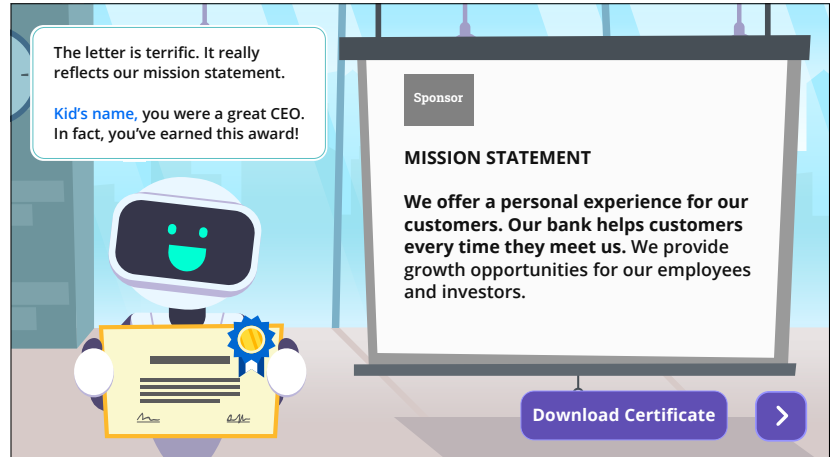 The letter is terrific. It really
reflects our mission statement.
Kid’s name, you were a great CEO.
In fact, you’ve earned this award!
Sponsor
MISSION STATEMENT
We offer a personal experience for our
customers. Our bank helps customers
every time they meet us. We provide
growth opportunities for our employees
and investors.
Download Certificate